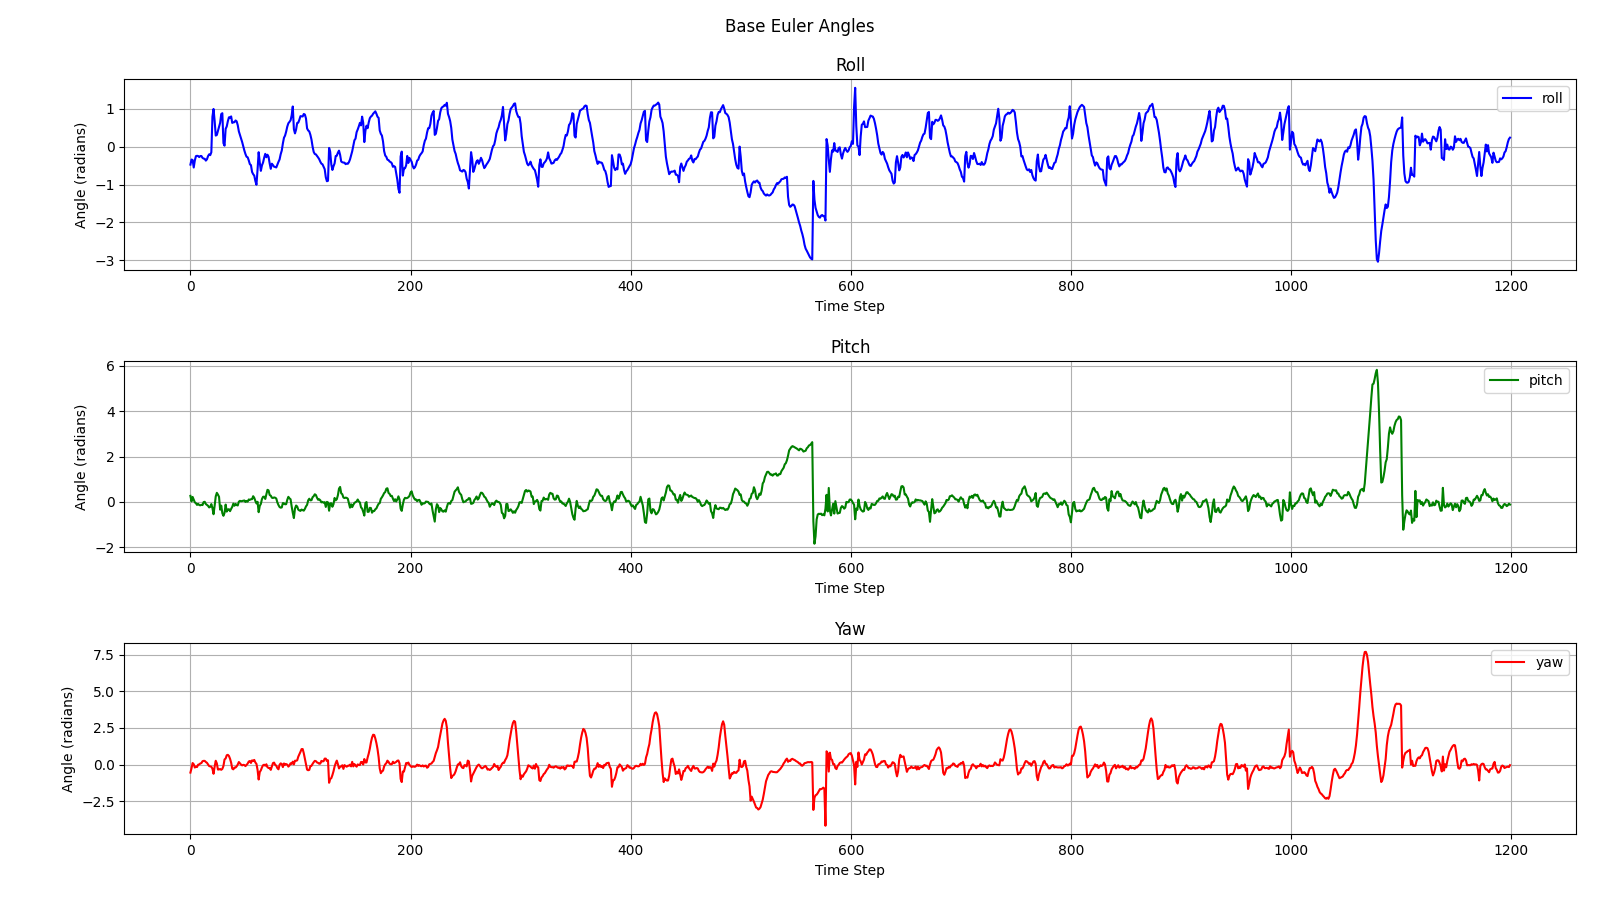 Base Euler Angles
Roll
Angle (radians)
1
0
−1
−2
−3
roll
0 200 400 600 800 1000 1200
Time Step
Pitch
Angle (radians)
6
4
2
0
−2
pitch
0 200 400 600 800 1000 1200
Time Step
Yaw
Angle (radians)
7.5
5.0
2.5
0.0
−2.5
yaw
0 200 400 600 800 1000 1200
Time Step